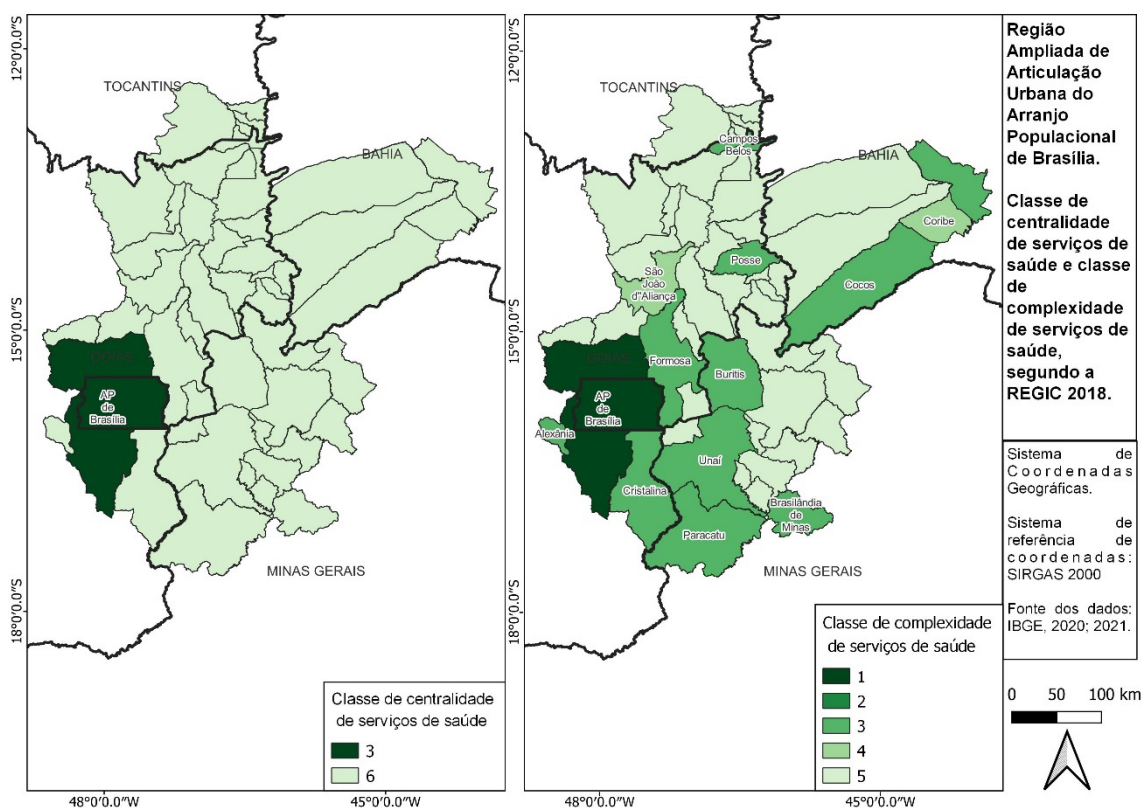 12°0'0.0"S
15°0'0.0"S
18°0'0.0"S
TOCANTINS
BAHIA
GOIÁS
AP
de
Brasília
MINAS GERAIS
Classe de centralidade
de serviços de saúde
3
6
48°0'0.0"W
45°0'0.0"W
12°0'0.0"S
15°0'0.0"S
18°0'0.0"S
TOCANTINS
Campos
Belos
BAHIA
Coribe
Posse
São
João
d"Aliança
Cocos
GOIÁS
Formosa
Buritis
AP
de
Brasília
Alexânia
Unaí
Cristalina
Brasilândia
de
Minas
Paracatu
MINAS GERAIS
Classe de complexidade
de serviços de saúde
1
2
3
4
5
48°0'0.0"W
45°0'0.0"W
Região
Ampliada de
Articulação
Urbana do
Arranjo
Populacional
de Brasília.
Classe de
centralidade
de serviços de
saúde e classe
de
complexidade
de serviços de
saúde,
segundo a
REGIC 2018.
Sistema de
Coordenadas
Geográficas.
Sistema de
referência de
coordenadas:
SIRGAS 2000
Fonte dos dados:
IBGE, 2020; 2021.
0 50 100 km